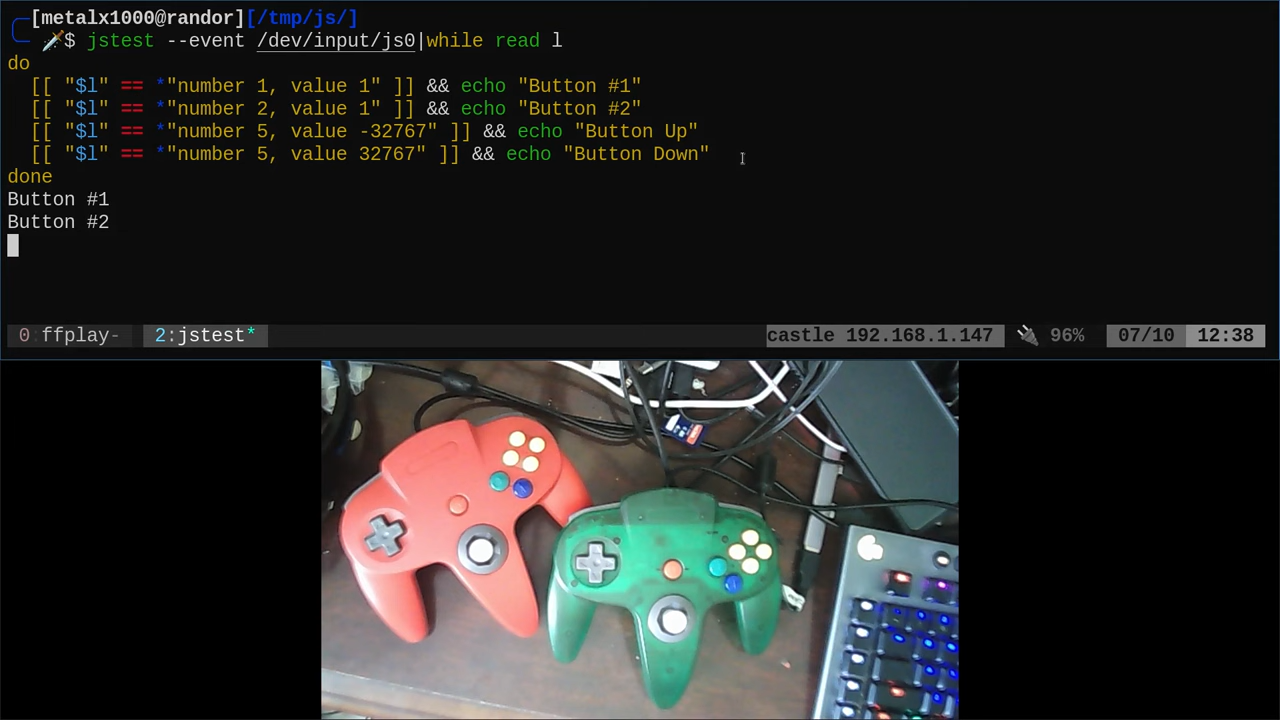 [metalx1000@randor][/tmp/js/]
$ jstest --event /dev/input/js0|while read l
do
  [[ "$l" == *"number 1, value 1" ]] && echo "Button #1"
  [[ "$l" == *"number 2, value 1" ]] && echo "Button #2"
  [[ "$l" == *"number 5, value -32767" ]] && echo "Button Up"
  [[ "$l" == *"number 5, value 32767" ]] && echo "Button Down"
done
Button #1
Button #2
0:ffplay- 2:jstest* castle 192.168.1.147 96% 07/10 12:38